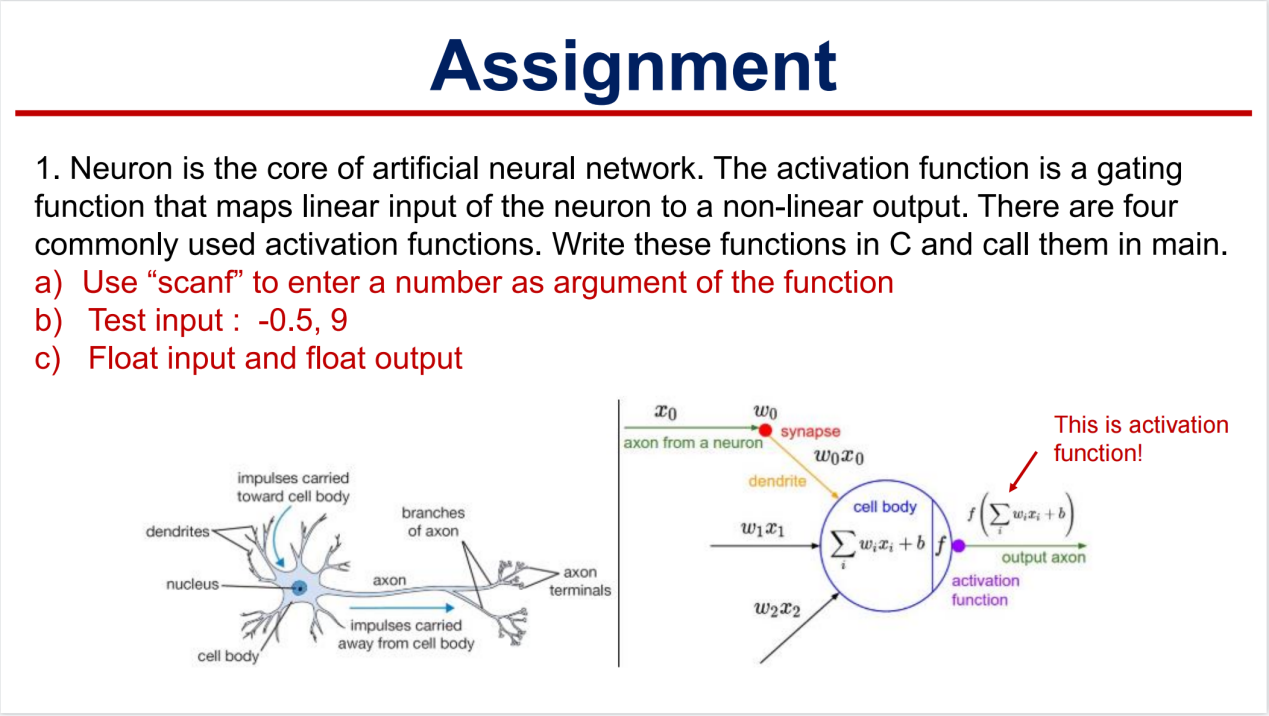 Assignment
1. Neuron is the core of artificial neural network. The activation function is a gating
function that maps linear input of the neuron to a non-linear output. There are four
commonly used activation functions. Write these functions in C and call them in main.
a) Use “scanf” to enter a number as argument of the function
b) Test input : -0.5, 9
c) Float input and float output
impulses carried
toward cell body
dendrites
nucleus
cell body
axon
impulses carried
away from cell body
branches
of axon
axon
terminals
x₀
w₀
axon from a neuron
synapse
w₀x₀
dendrite
cell body
w₁x₁
∑ᵢ wᵢxᵢ + b
f
w₂x₂
This is activation
function!
f(∑ᵢ wᵢxᵢ + b)
output axon
activation
function